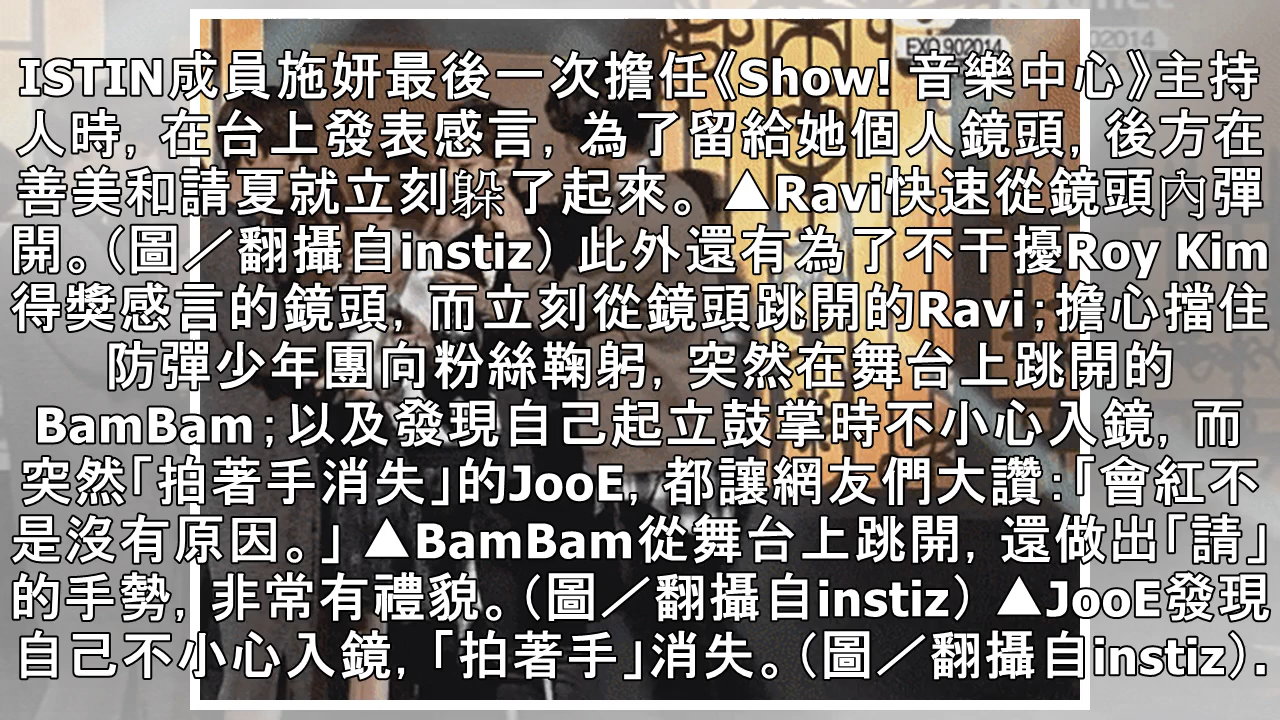 EXO 902014
902014
ISTIN成員施妍最後一次擔任《Show! 音樂中心》主持
人時, 在台上發表感言, 為了留給她個人鏡頭, 後方在
善美和請夏就立刻躲了起來。▲Ravi快速從鏡頭內彈
開。(圖／翻攝自instiz) 此外還有為了不干擾Roy Kim
得獎感言的鏡頭, 而立刻從鏡頭跳開的Ravi;擔心擋住
防彈少年團向粉絲鞠躬, 突然在舞台上跳開的
BamBam;以及發現自己起立鼓掌時不小心入鏡, 而
突然「拍著手消失」的JooE, 都讓網友們大讚:「會紅不
是沒有原因。」▲BamBam從舞台上跳開, 還做出「請」
的手勢, 非常有禮貌。(圖／翻攝自instiz) ▲JooE發現
自己不小心入鏡, 「拍著手」消失。(圖／翻攝自instiz).